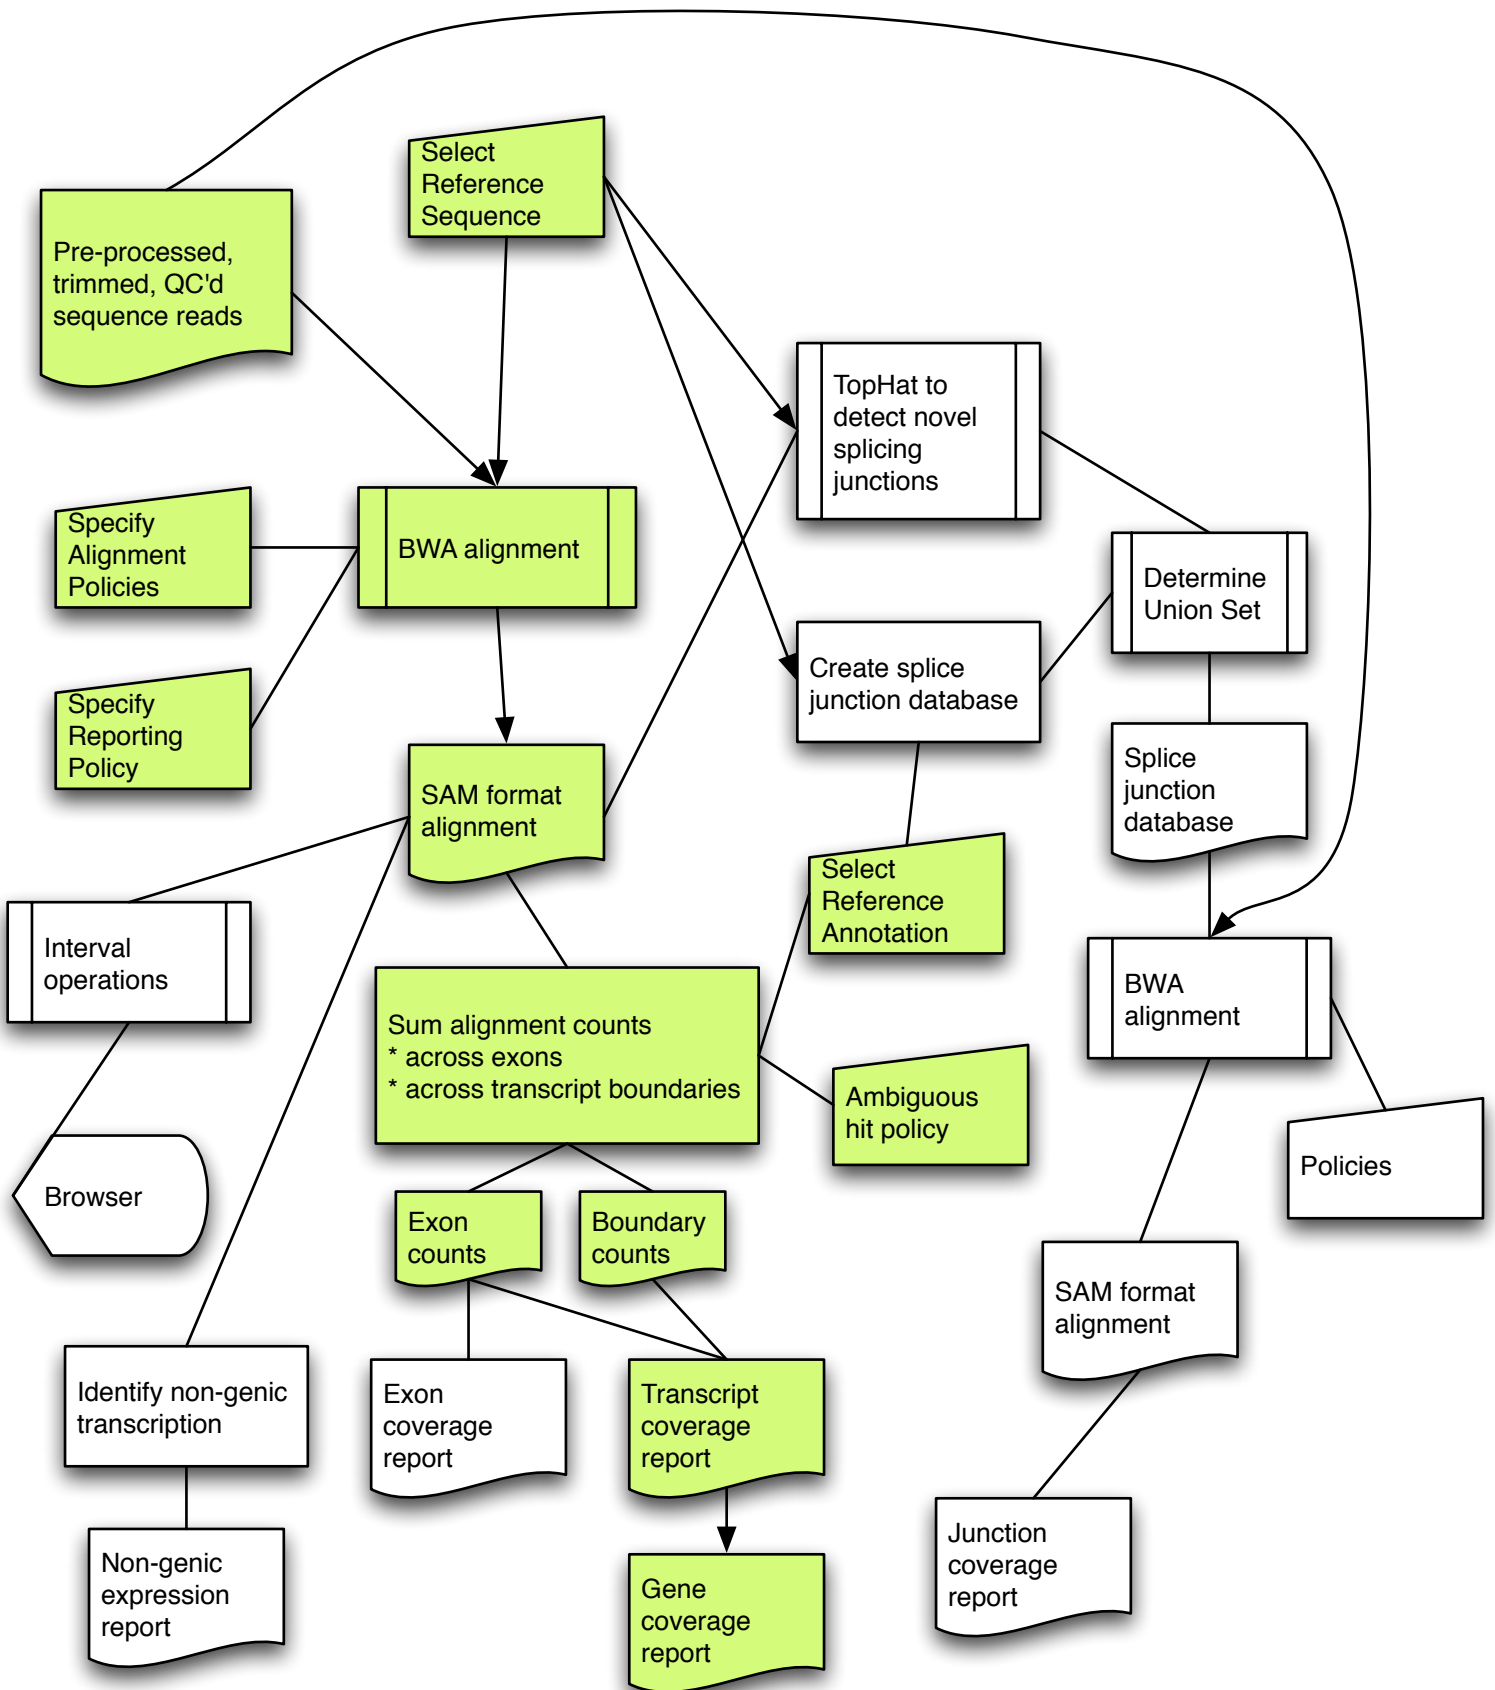 Select
Reference
Sequence
Pre-processed,
trimmed, QC'd
sequence reads
TopHat to
detect novel
splicing
junctions
Specify
Alignment
Policies
BWA alignment
Determine
Union Set
Create splice
junction database
Specify
Reporting
Policy
Splice
junction
database
SAM format
alignment
Select
Reference
Annotation
Interval
operations
BWA
alignment
Sum alignment counts
* across exons
* across transcript boundaries
Ambiguous
hit policy
Policies
Browser
Exon
counts
Boundary
counts
SAM format
alignment
Identify non-genic
transcription
Exon
coverage
report
Transcript
coverage
report
Junction
coverage
report
Non-genic
expression
report
Gene
coverage
report